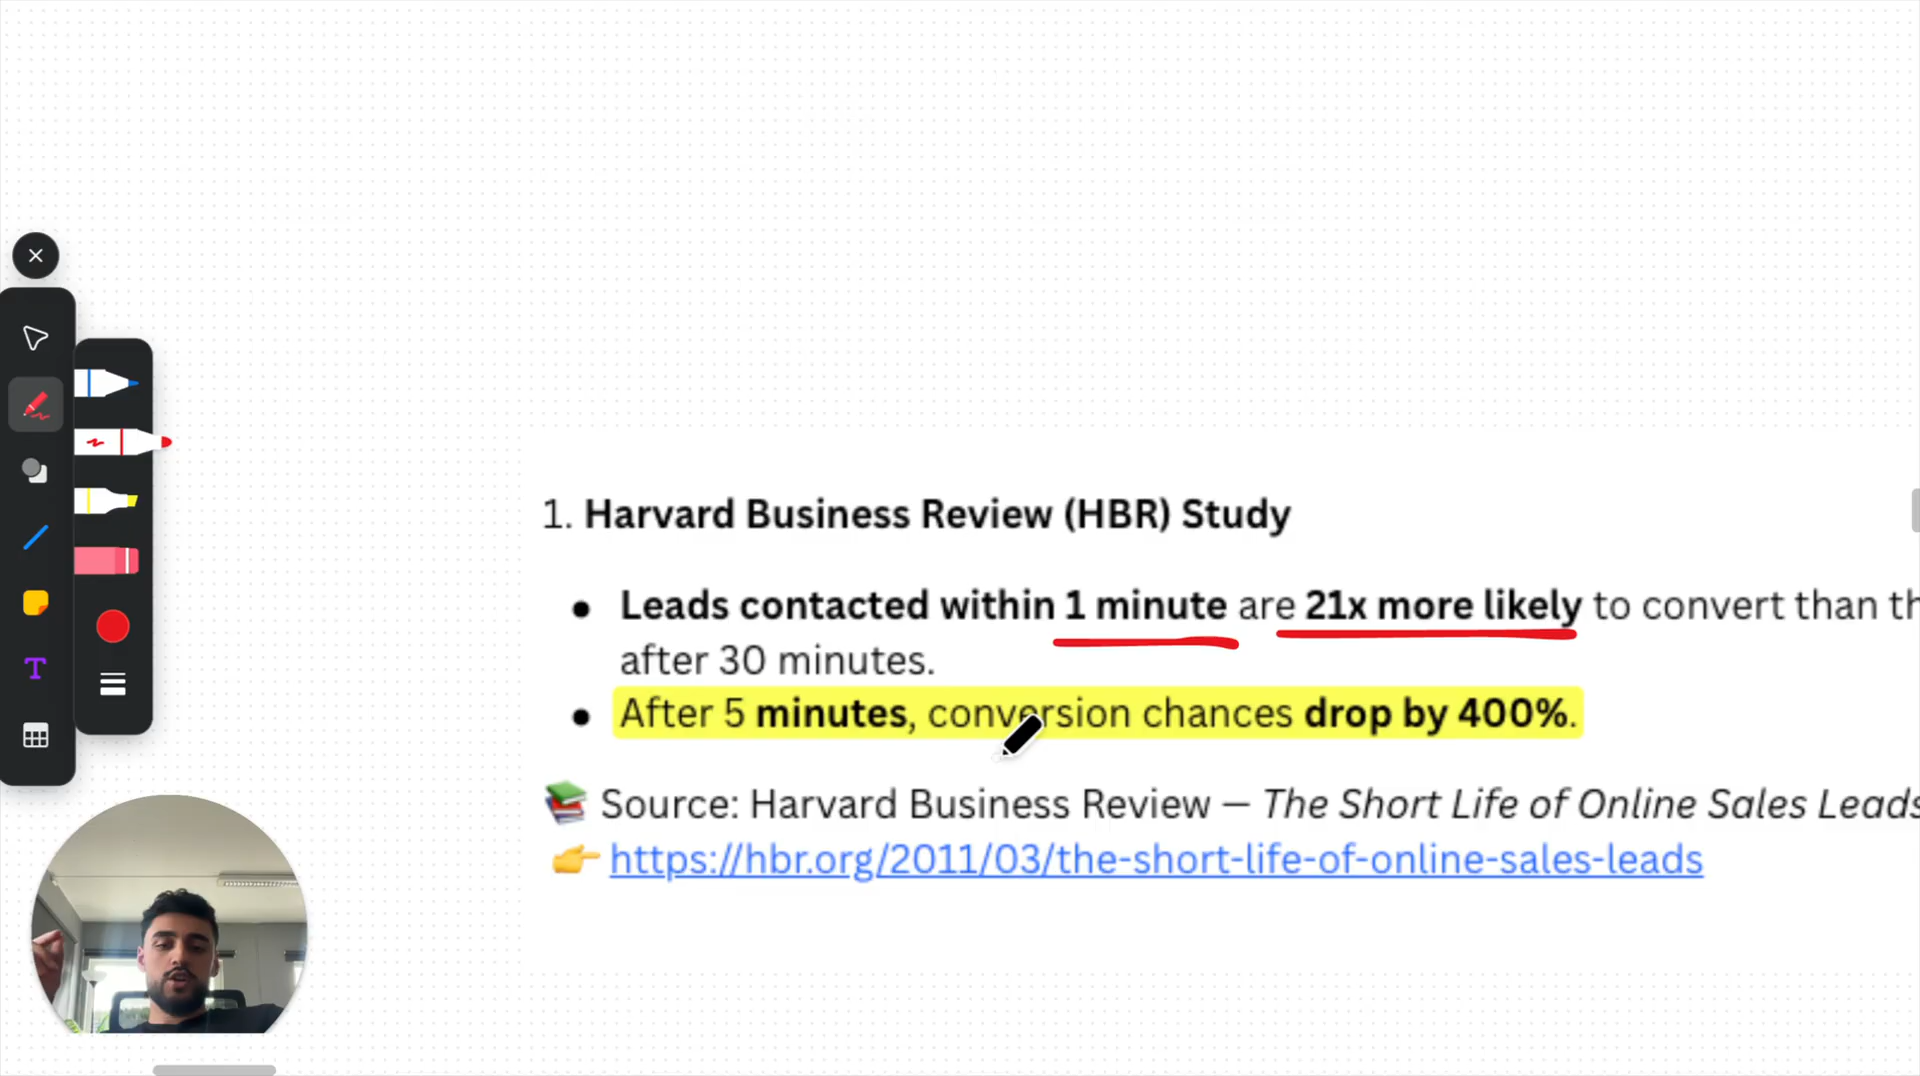 1. Harvard Business Review (HBR) Study
● Leads contacted within 1 minute are 21x more likely to convert than th
after 30 minutes.
● After 5 minutes, conversion chances drop by 400%.
📚 Source: Harvard Business Review — The Short Life of Online Sales Leads
👉 https://hbr.org/2011/03/the-short-life-of-online-sales-leads
T